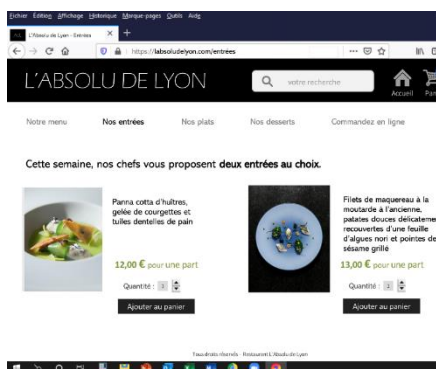 Fichier Édition Affichage Historique Marque-pages Outils Aide
L'Absolu de Lyon - Entrées × +
https://labsoludelyon.com/entrées
L'ABSOLU DE LYON
votre recherche
Accueil Pan
Notre menu Nos entrées Nos plats Nos desserts Commandez en ligne
Cette semaine, nos chefs vous proposent deux entrées au choix.
Panna cotta d'huîtres,
gelée de courgettes et
tuiles dentelles de pain
12,00 € pour une part
Quantité : 1
Ajouter au panier
Filets de maquereau à la
moutarde à l'ancienne,
patates douces délicateme
recouvertes d'une feuille
d'algues nori et pointes de
sésame grillé
13,00 € pour une part
Quantité : 1
Ajouter au panier
Tous droits réservés - Restaurant L'Absolu de Lyon